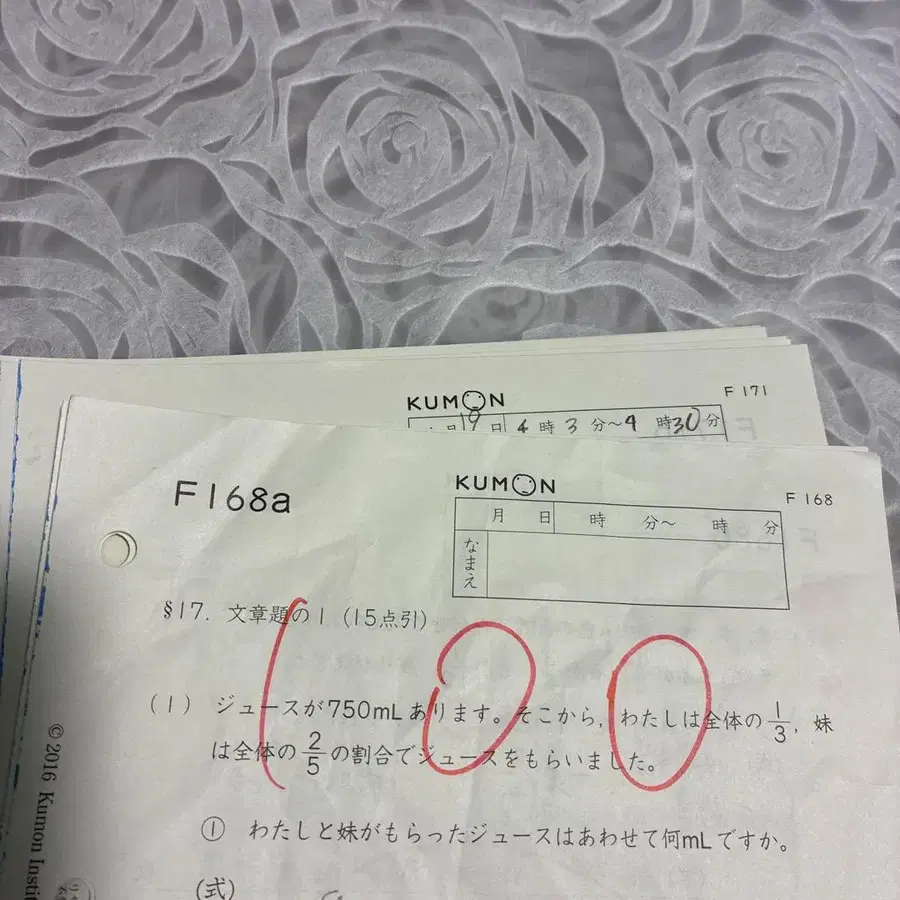 KUMON
F 171
19日 4時3分~4時30分
F168a
KUMON
F 168
月 日 時 分~ 時 分
なまえ
§17. 文章題の1 (15点引)
100
(1) ジュースが750mLあります。そこから,わたしは全体の1/3,妹
は全体の2/5の割合でジュースをもらいました。
① わたしと妹がもらったジュースはあわせて何mLですか。
(式)
© 2016 Kumon Insti